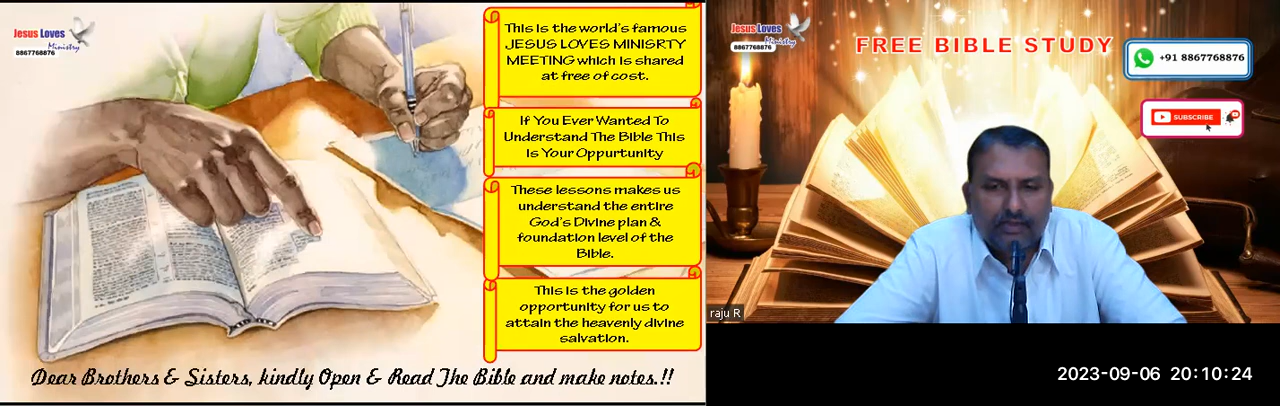 Jesus Loves
Ministry
8867768876
This is the world's famous
JESUS LOVES MINISRTY
MEETING which is shared
at free of cost.
If You Ever Wanted To
Understand The Bible This
is Your Oppurtunity
These lessons makes us
understand the entire
God's Divine plan &
foundation level of the
Bible.
This is the golden
opportunity for us to
attain the heavenly divine
salvation.
Dear Brothers & Sisters, kindly Open & Read The Bible and make notes.!!
Jesus Loves
Ministry
8867768876
FREE BIBLE STUDY
+91 8867768876
SUBSCRIBE
raju R
2023-09-06 20:10:24